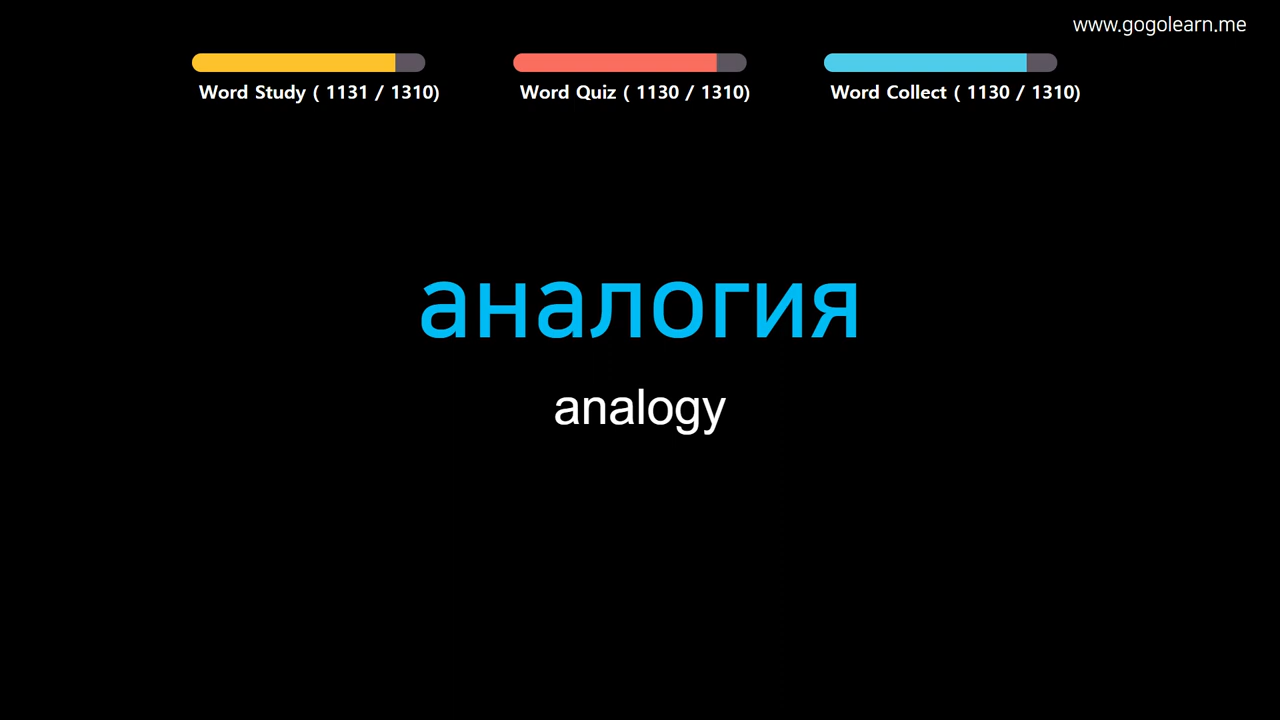 www.gogolearn.me
Word Study ( 1131 / 1310)
Word Quiz ( 1130 / 1310)
Word Collect ( 1130 / 1310)
аналогия
analogy